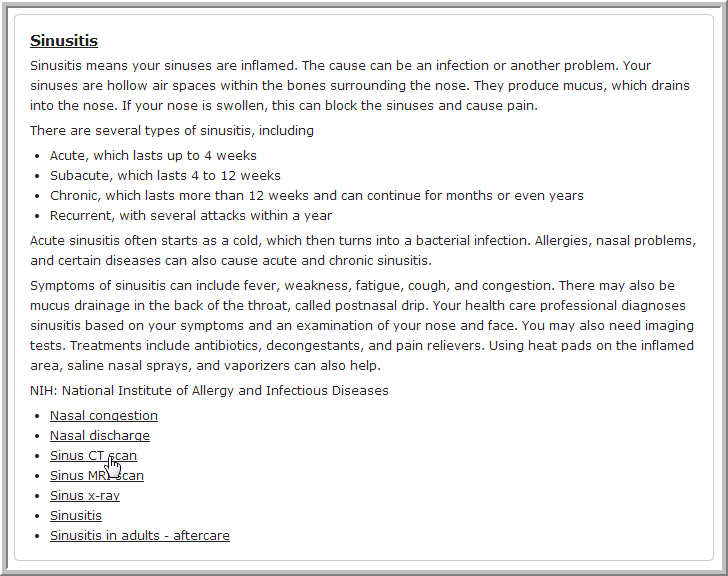 Sinusitis
Sinusitis means your sinuses are inflamed. The cause can be an infection or another problem. Your
sinuses are hollow air spaces within the bones surrounding the nose. They produce mucus, which drains
into the nose. If your nose is swollen, this can block the sinuses and cause pain.
There are several types of sinusitis, including
• Acute, which lasts up to 4 weeks
• Subacute, which lasts 4 to 12 weeks
• Chronic, which lasts more than 12 weeks and can continue for months or even years
• Recurrent, with several attacks within a year
Acute sinusitis often starts as a cold, which then turns into a bacterial infection. Allergies, nasal problems,
and certain diseases can also cause acute and chronic sinusitis.
Symptoms of sinusitis can include fever, weakness, fatigue, cough, and congestion. There may also be
mucus drainage in the back of the throat, called postnasal drip. Your health care professional diagnoses
sinusitis based on your symptoms and an examination of your nose and face. You may also need imaging
tests. Treatments include antibiotics, decongestants, and pain relievers. Using heat pads on the inflamed
area, saline nasal sprays, and vaporizers can also help.
NIH: National Institute of Allergy and Infectious Diseases
• Nasal congestion
• Nasal discharge
• Sinus CT scan
• Sinus MRI scan
• Sinus x-ray
• Sinusitis
• Sinusitis in adults - aftercare